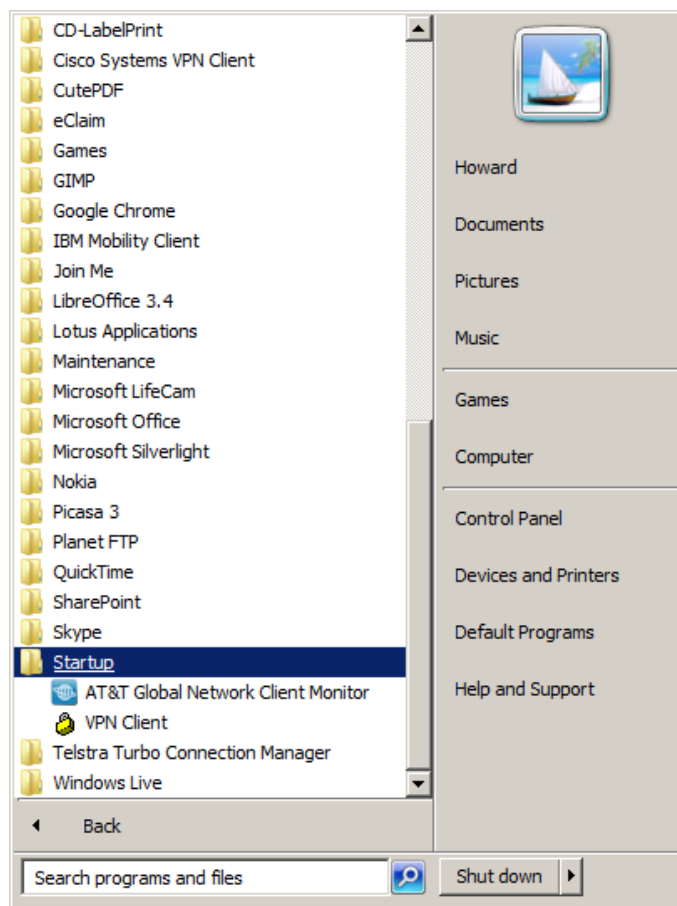 CD-LabelPrint
Cisco Systems VPN Client
CutePDF
eClaim
Games
GIMP
Google Chrome
IBM Mobility Client
Join Me
LibreOffice 3.4
Lotus Applications
Maintenance
Microsoft LifeCam
Microsoft Office
Microsoft Silverlight
Nokia
Picasa 3
Planet FTP
QuickTime
SharePoint
Skype
Startup
AT&T Global Network Client Monitor
VPN Client
Telstra Turbo Connection Manager
Windows Live
Back
Search programs and files
Howard
Documents
Pictures
Music
Games
Computer
Control Panel
Devices and Printers
Default Programs
Help and Support
Shut down